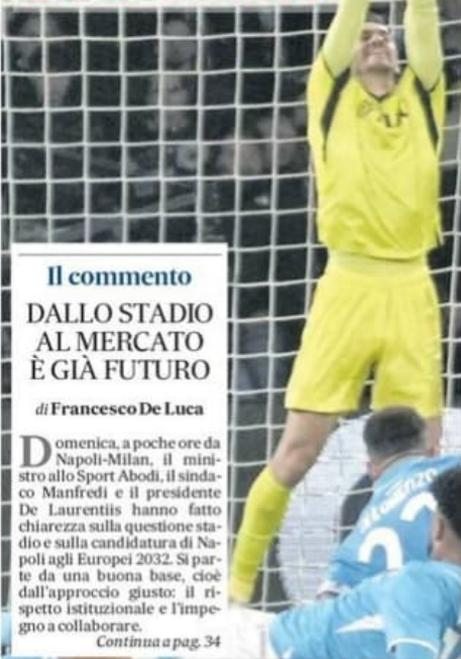 Il commento
DALLO STADIO
AL MERCATO
È GIÀ FUTURO
di Francesco De Luca
Domenica, a poche ore da
Napoli-Milan, il mini-
stro allo Sport Abodi, il sinda-
co Manfredi e il presidente
De Laurentiis hanno fatto
chiarezza sulla questione sta-
dio e sulla candidatura di Na-
poli agli Europei 2032. Si par-
te da una buona base, cioè
dall'approccio giusto: il ri-
spetto istituzionale e l'impe-
gno a collaborare.
Continua a pag. 34
22